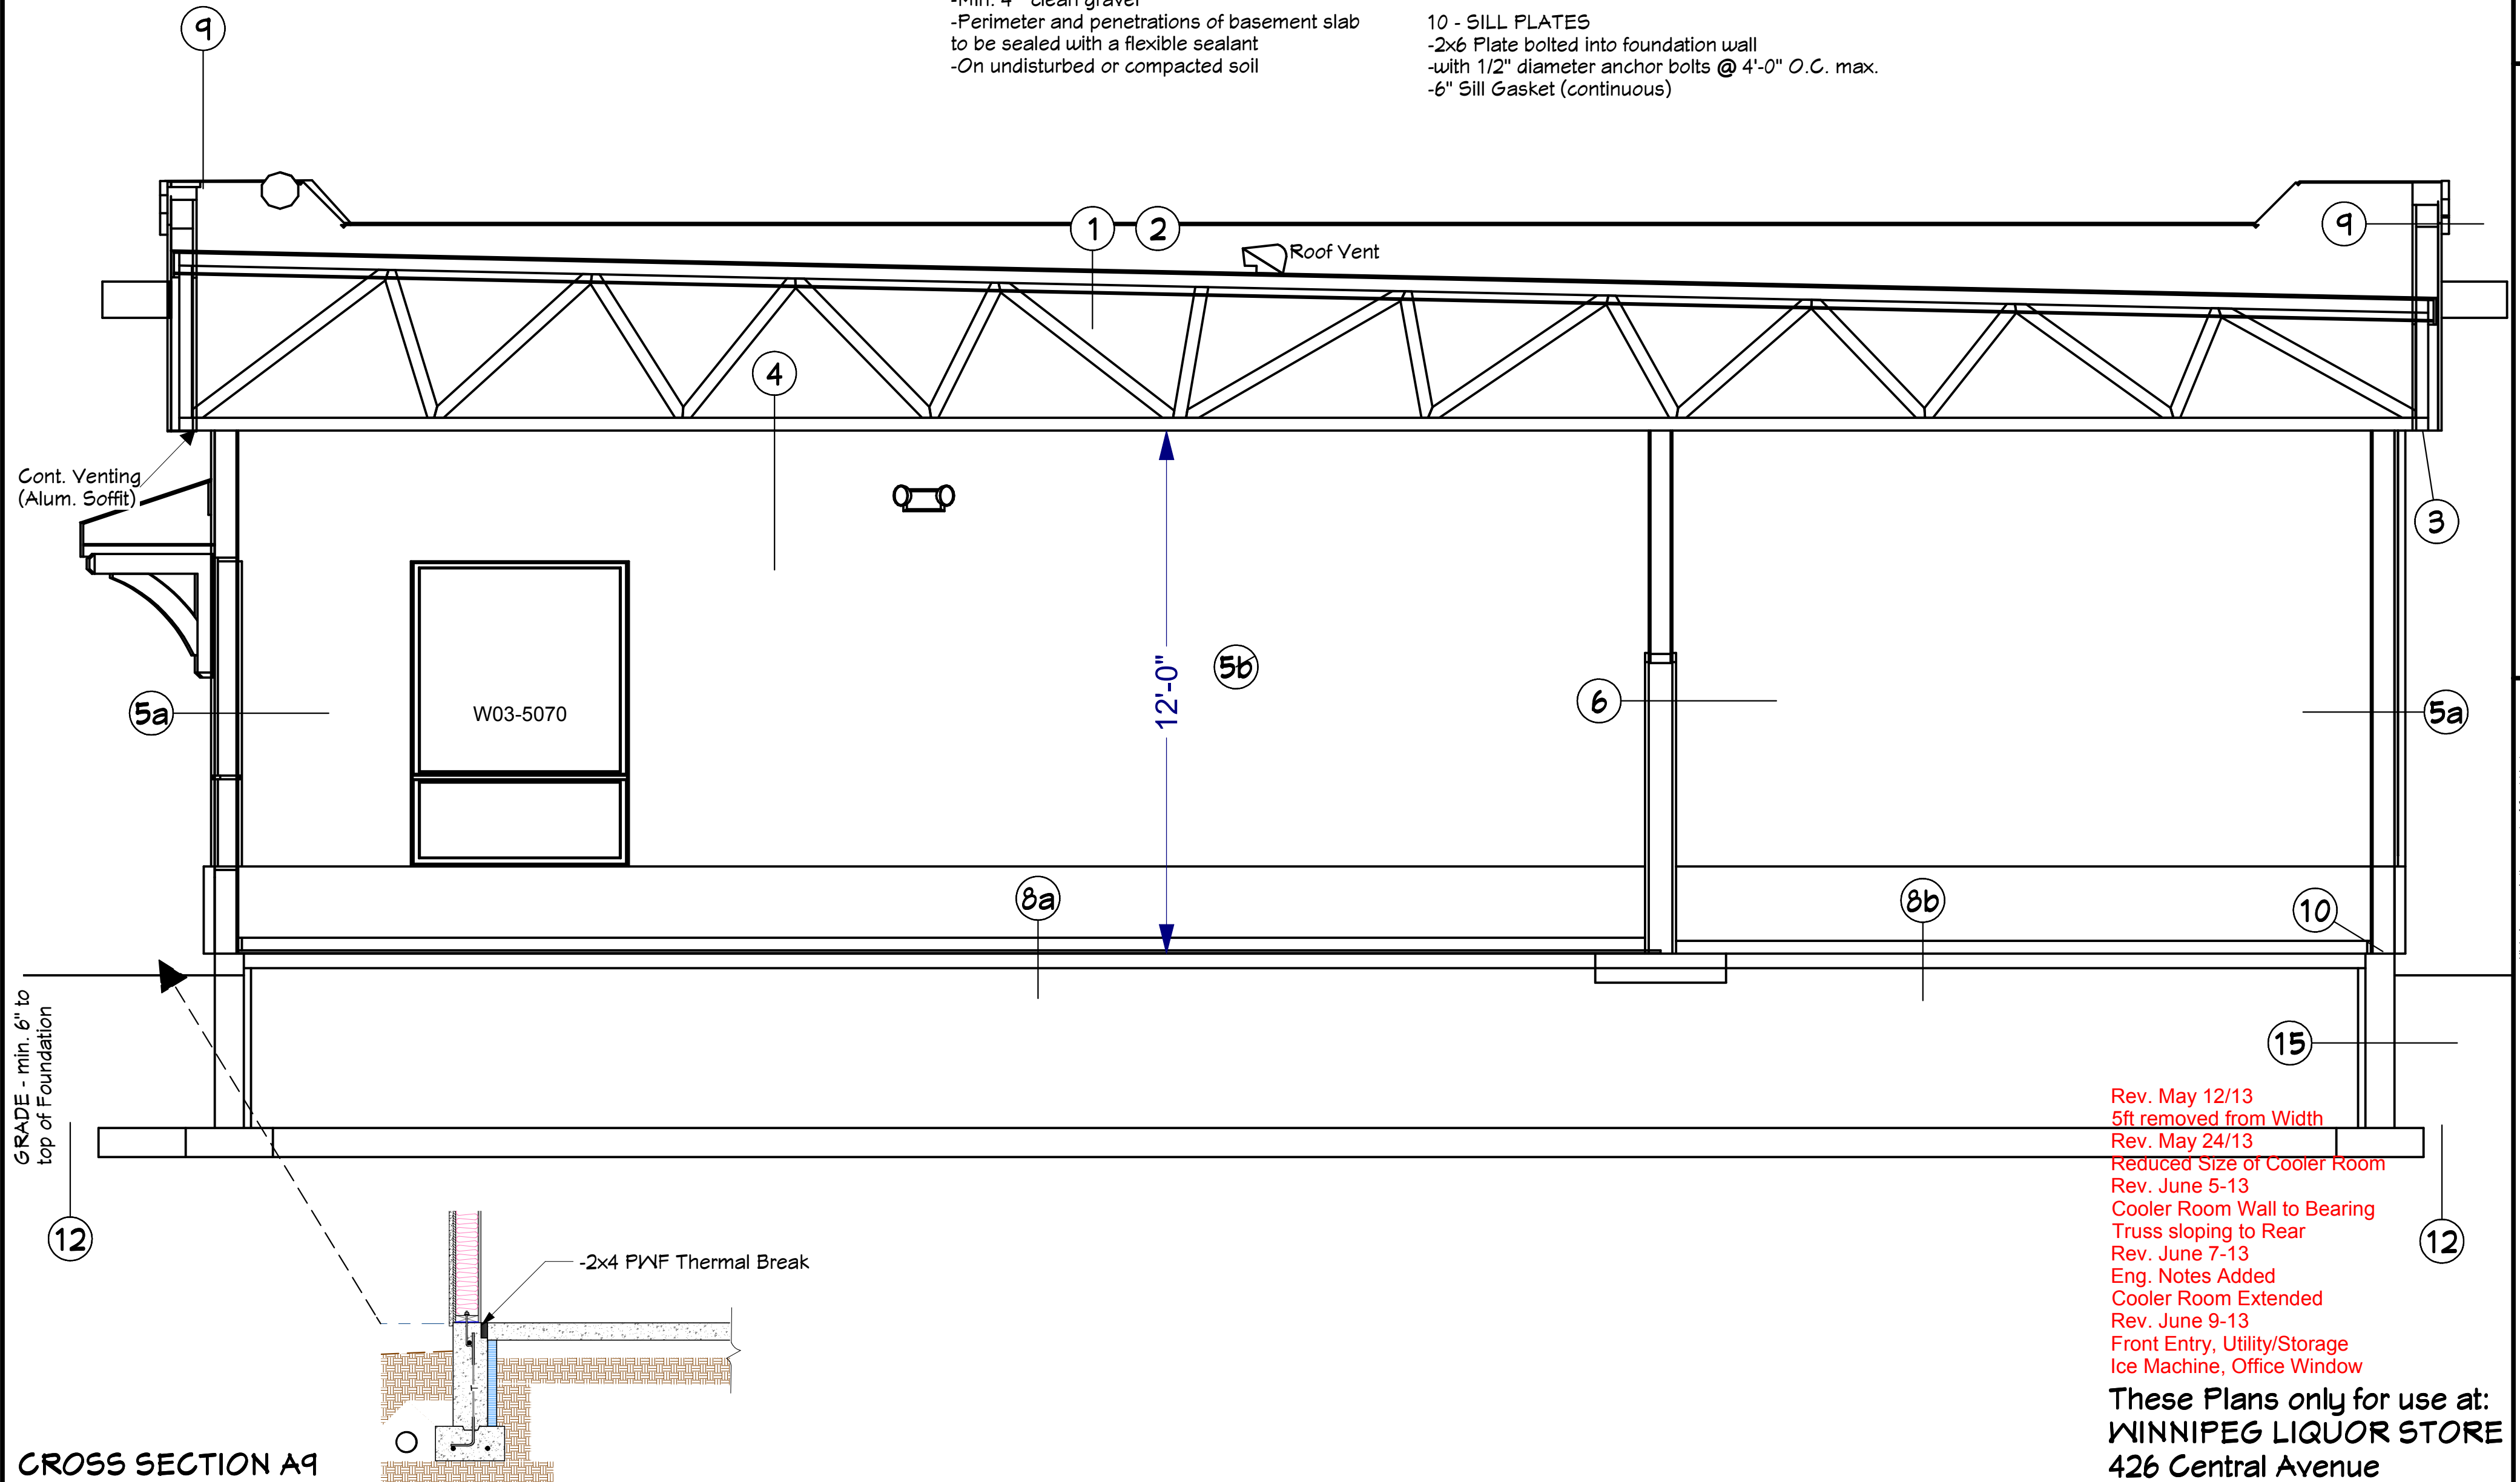 -Min. 4" clean gravel
-Perimeter and penetrations of basement slab
to be sealed with a flexible sealant
-On undisturbed or compacted soil
10 - SILL PLATES
-2x6 Plate bolted into foundation wall
-with 1/2" diameter anchor bolts @ 4'-0" O.C. max.
-6" Sill Gasket (continuous)
9
1
2
9
Roof Vent
4
Cont. Venting
(Alum. Soffit)
3
5b
12'-0"
5a
W03-5070
6
5a
8a
8b
10
GRADE - min. 6" to
top of Foundation
15
12
12
-2x4 PWF Thermal Break
Rev. May 12/13
5ft removed from Width
Rev. May 24/13
Reduced Size of Cooler Room
Rev. June 5-13
Cooler Room Wall to Bearing
Truss sloping to Rear
Rev. June 7-13
Eng. Notes Added
Cooler Room Extended
Rev. June 9-13
Front Entry, Utility/Storage
Ice Machine, Office Window
These Plans only for use at:
WINNIPEG LIQUOR STORE
426 Central Avenue
CROSS SECTION A9